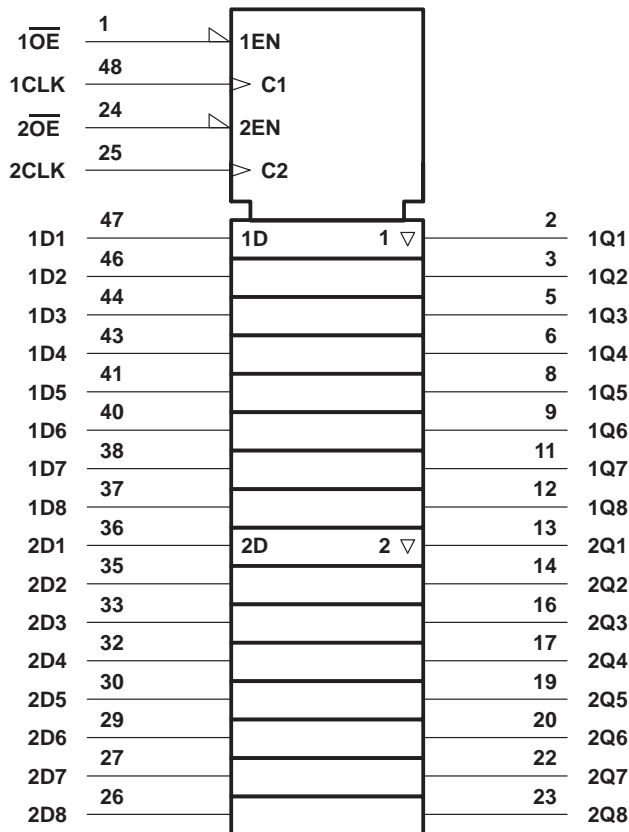 1O̅E̅ 1 1EN
1CLK 48 C1
2O̅E̅ 24 2EN
2CLK 25 C2
1D1 47 1D 1 ▽ 2 1Q1
1D2 46 3 1Q2
1D3 44 5 1Q3
1D4 43 6 1Q4
1D5 41 8 1Q5
1D6 40 9 1Q6
1D7 38 11 1Q7
1D8 37 12 1Q8
2D1 36 2D 2 ▽ 13 2Q1
2D2 35 14 2Q2
2D3 33 16 2Q3
2D4 32 17 2Q4
2D5 30 19 2Q5
2D6 29 20 2Q6
2D7 27 22 2Q7
2D8 26 23 2Q8